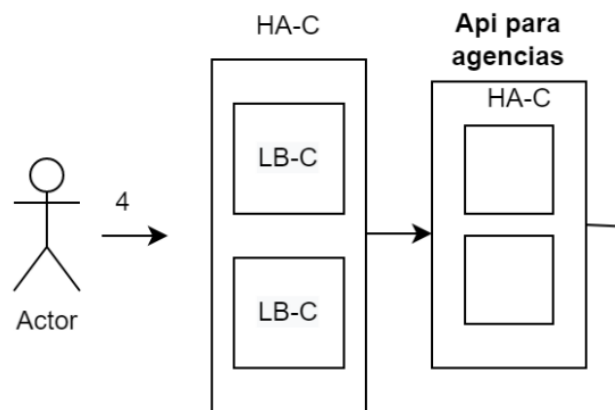 HA-C
Api para
agencias
HA-C
LB-C
4
LB-C
Actor